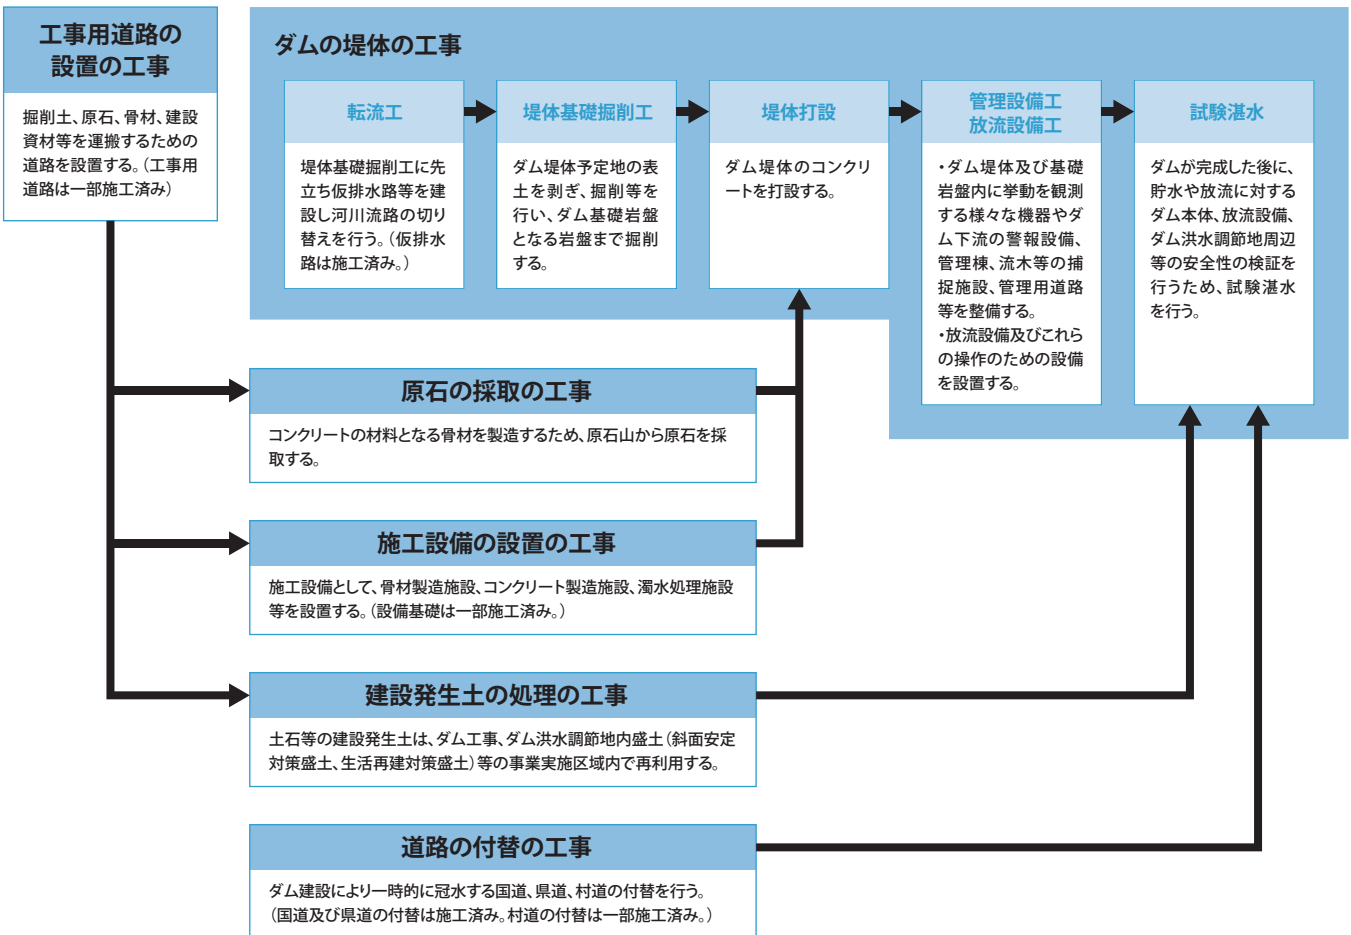 工事用道路の
設置の工事
掘削土、原石、骨材、建設
資材等を運搬するための
道路を設置する。(工事用
道路は一部施工済み)
ダムの堤体の工事
転流工
堤体基礎掘削工に先
立ち仮排水路等を建
設し河川流路の切り
替えを行う。(仮排水
路は施工済み。)
堤体基礎掘削工
ダム堤体予定地の表
土を剥ぎ、掘削等を
行い、ダム基礎岩盤
となる岩盤まで掘削
する。
堤体打設
ダム堤体のコンクリ
ートを打設する。
管理設備工
放流設備工
・ダム堤体及び基礎
岩盤内に挙動を観測
する様々な機器やダ
ム下流の警報設備、
管理棟、流木等の捕
捉施設、管理用道路
等を整備する。
・放流設備及びこれら
の操作のための設備
を設置する。
試験湛水
ダムが完成した後に、
貯水や放流に対する
ダム本体、放流設備、
ダム洪水調節地周辺
等の安全性の検証を
行うため、試験湛水
を行う。
原石の採取の工事
コンクリートの材料となる骨材を製造するため、原石山から原石を採
取する。
施工設備の設置の工事
施工設備として、骨材製造施設、コンクリート製造施設、濁水処理施設
等を設置する。(設備基礎は一部施工済み。)
建設発生土の処理の工事
土石等の建設発生土は、ダム工事、ダム洪水調節地内盛土(斜面安定
対策盛土、生活再建対策盛土)等の事業実施区域内で再利用する。
道路の付替の工事
ダム建設により一時的に冠水する国道、県道、村道の付替を行う。
(国道及び県道の付替は施工済み。村道の付替は一部施工済み。)